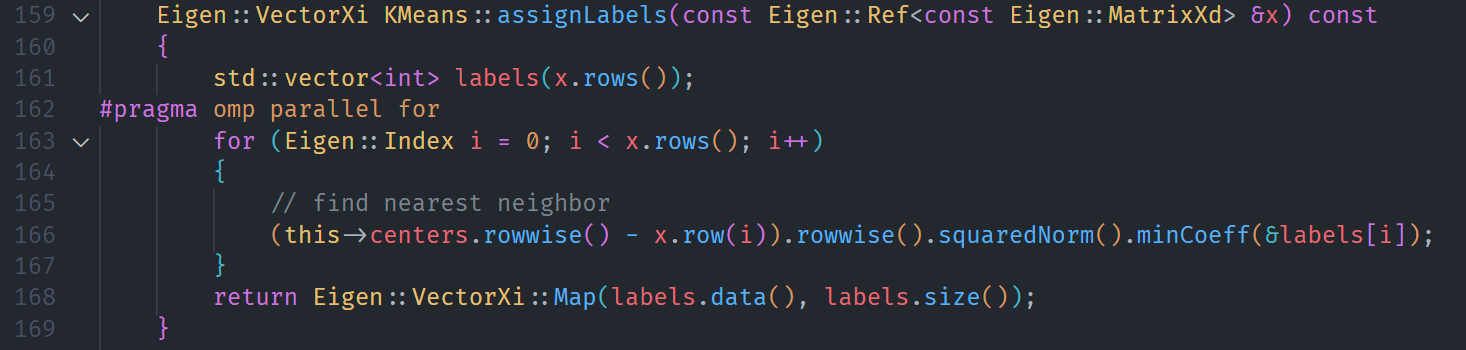 159 Eigen::VectorXi KMeans::assignLabels(const Eigen::Ref<const Eigen::MatrixXd> &x) const
160 {
161 std::vector<int> labels(x.rows());
162 #pragma omp parallel for
163 for (Eigen::Index i = 0; i < x.rows(); i++)
164 {
165 // find nearest neighbor
166 (this->centers.rowwise() - x.row(i)).rowwise().squaredNorm().minCoeff(&labels[i]);
167 }
168 return Eigen::VectorXi::Map(labels.data(), labels.size());
169 }